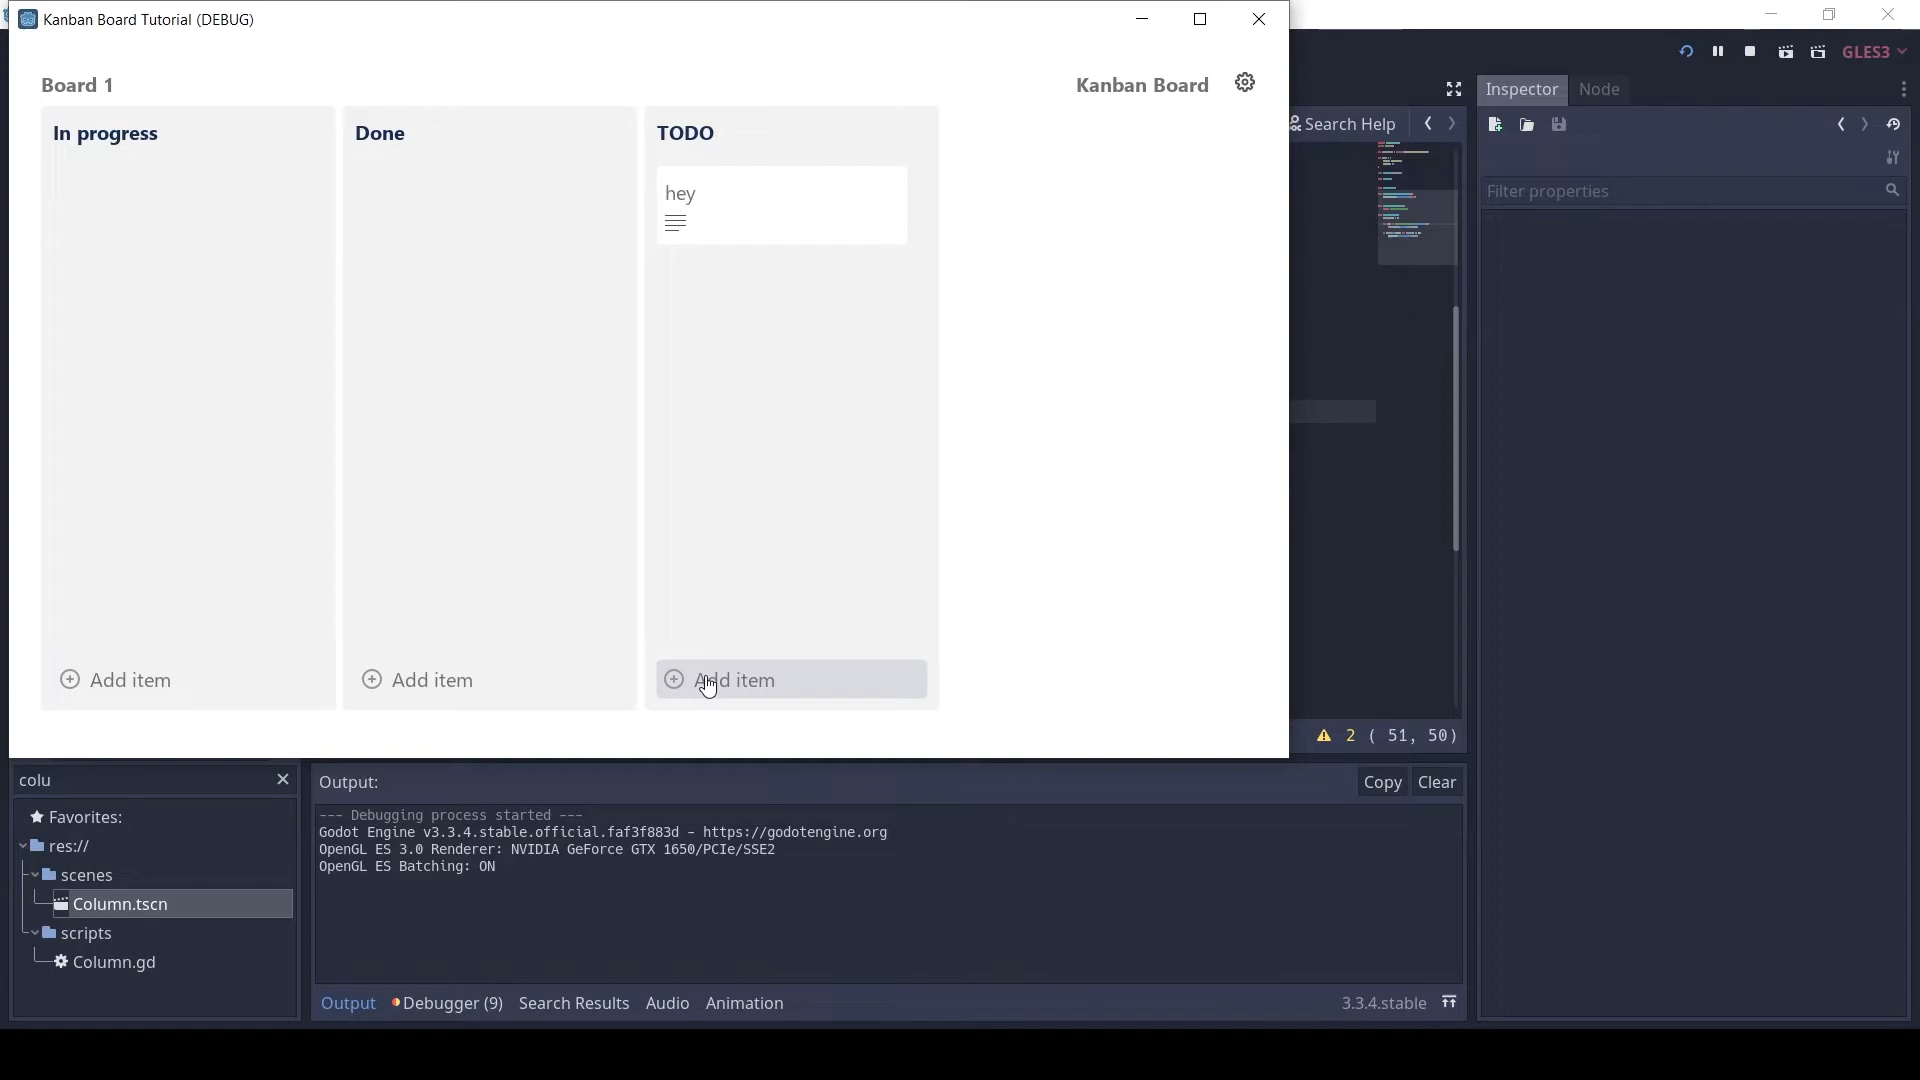 Kanban Board Tutorial (DEBUG)
GLES3
Board 1
Kanban Board
Inspector
Node
In progress
Done
TODO
Search Help
hey
Filter properties
Add item
Add item
Add item
2 ( 51, 50)
colu
Output:
Copy
Clear
Favorites:
--- Debugging process started ---
Godot Engine v3.3.4.stable.official.faf3f883d - https://godotengine.org
res://
OpenGL ES 3.0 Renderer: NVIDIA GeForce GTX 1650/PCIe/SSE2
OpenGL ES Batching: ON
scenes
Column.tscn
scripts
Column.gd
Output
Debugger (9)
Search Results
Audio
Animation
3.3.4.stable